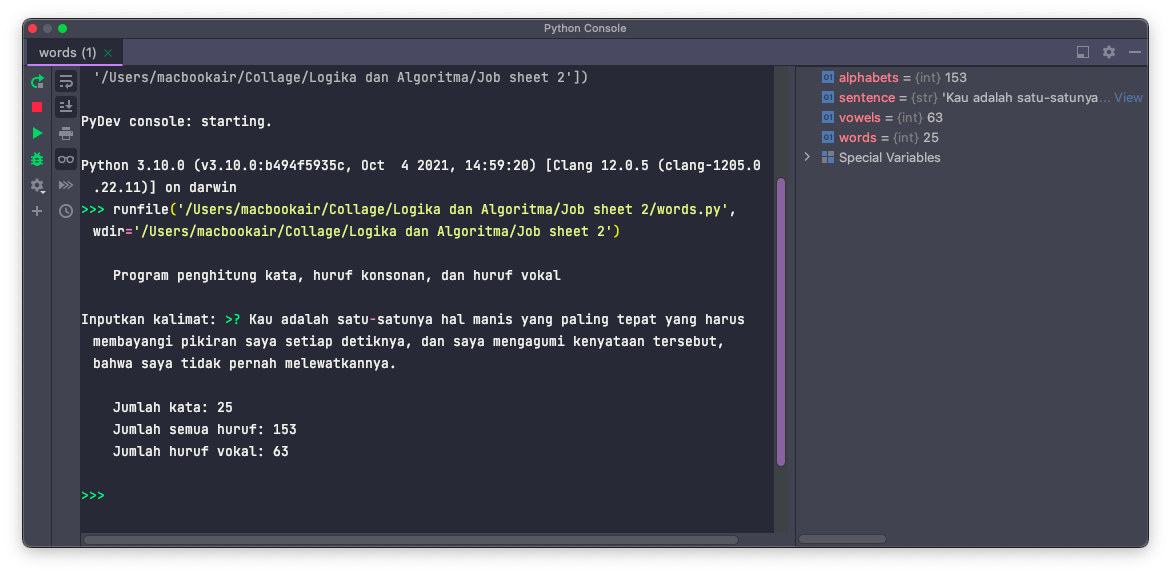 Python Console
words (1)
'/Users/macbookair/Collage/Logika dan Algoritma/Job sheet 2'])
PyDev console: starting.
Python 3.10.0 (v3.10.0:b494f5935c, Oct  4 2021, 14:59:20) [Clang 12.0.5 (clang-1205.0
.22.11)] on darwin
>>> runfile('/Users/macbookair/Collage/Logika dan Algoritma/Job sheet 2/words.py',
wdir='/Users/macbookair/Collage/Logika dan Algoritma/Job sheet 2')
Program penghitung kata, huruf konsonan, dan huruf vokal
Inputkan kalimat: >? Kau adalah satu-satunya hal manis yang paling tepat yang harus
membayangi pikiran saya setiap detiknya, dan saya mengagumi kenyataan tersebut,
bahwa saya tidak pernah melewatkannya.
Jumlah kata: 25
Jumlah semua huruf: 153
Jumlah huruf vokal: 63
>>>
alphabets = {int} 153
sentence = {str} 'Kau adalah satu-satunya... View
vowels = {int} 63
words = {int} 25
Special Variables